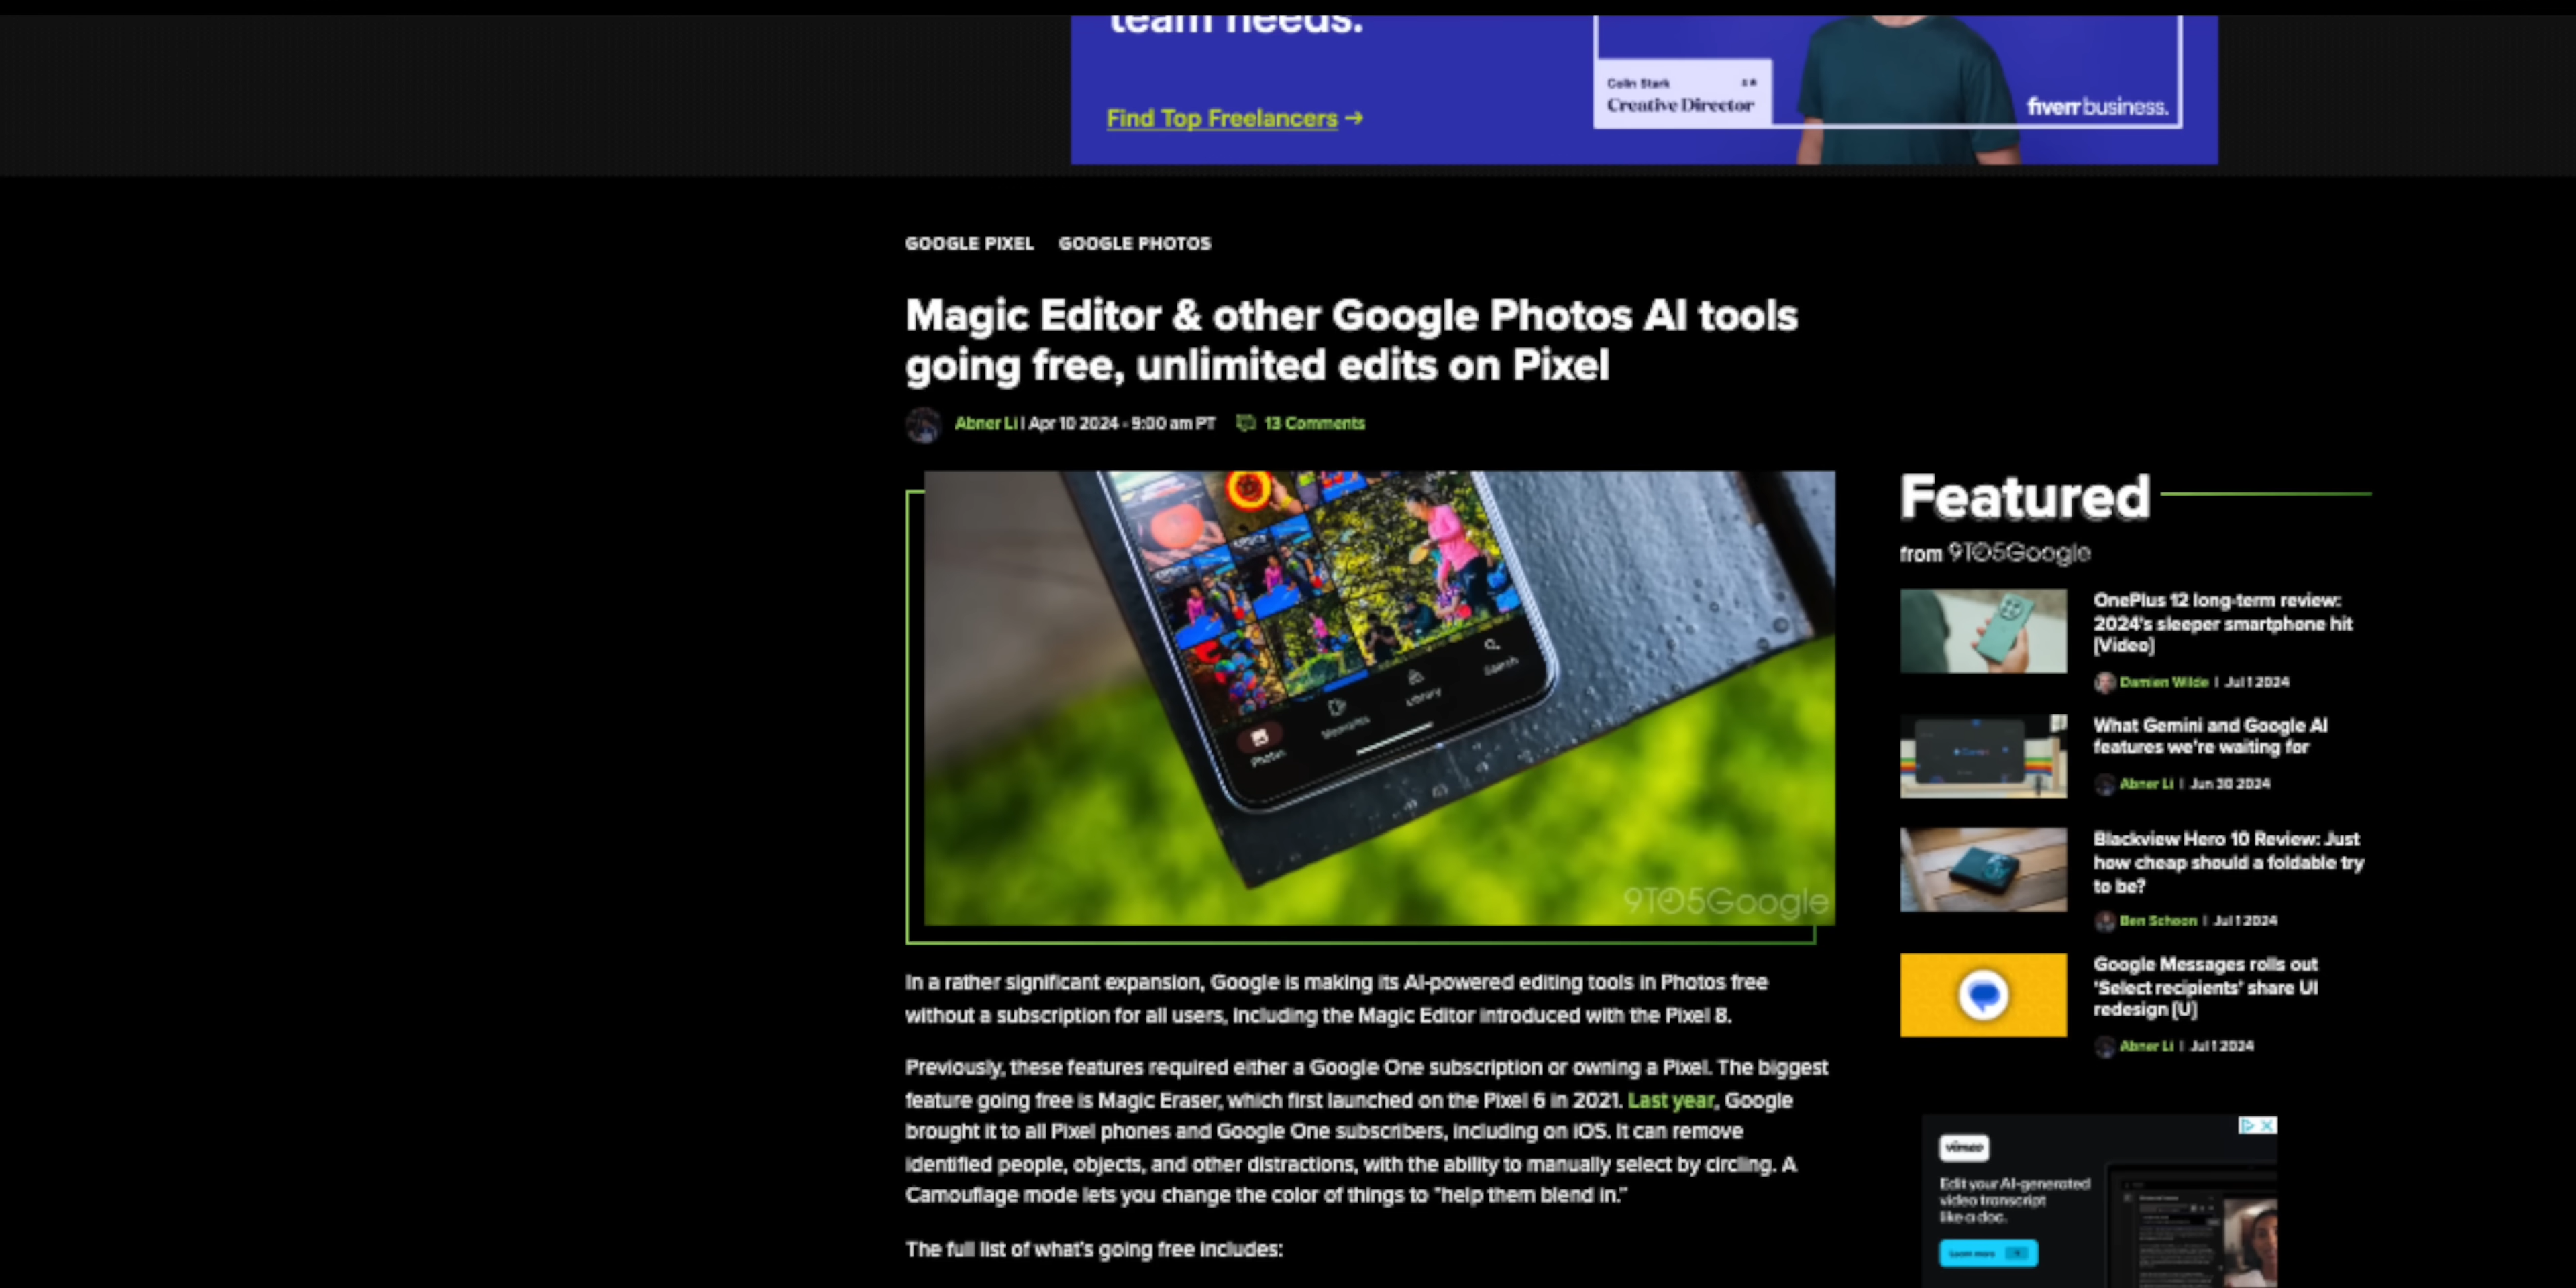 team needs.
Find Top Freelancers →
Colin Stark
Creative Director
fiverr business.
GOOGLE PIXEL GOOGLE PHOTOS
Magic Editor & other Google Photos AI tools
going free, unlimited edits on Pixel
Abner Li | Apr 10 2024 - 9:00 am PT 13 Comments
Photos
Memories
Library
Search
9TO5Google
In a rather significant expansion, Google is making its AI-powered editing tools in Photos free
without a subscription for all users, including the Magic Editor introduced with the Pixel 8.
Previously, these features required either a Google One subscription or owning a Pixel. The biggest
feature going free is Magic Eraser, which first launched on the Pixel 6 in 2021. Last year, Google
brought it to all Pixel phones and Google One subscribers, including on iOS. It can remove
identified people, objects, and other distractions, with the ability to manually select by circling. A
Camouflage mode lets you change the color of things to "help them blend in."
The full list of what's going free includes:
Featured
from 9TO5Google
OnePlus 12 long-term review:
2024's sleeper smartphone hit
[Video]
Damien Wilde | Jul 1 2024
What Gemini and Google AI
features we're waiting for
Abner Li | Jun 30 2024
Blackview Hero 10 Review: Just
how cheap should a foldable try
to be?
Ben Schoon | Jul 1 2024
Google Messages rolls out
'Select recipients' share UI
redesign [U]
Abner Li | Jul 1 2024
vimeo
Edit your AI-generated
video transcript
like a doc.
Learn more